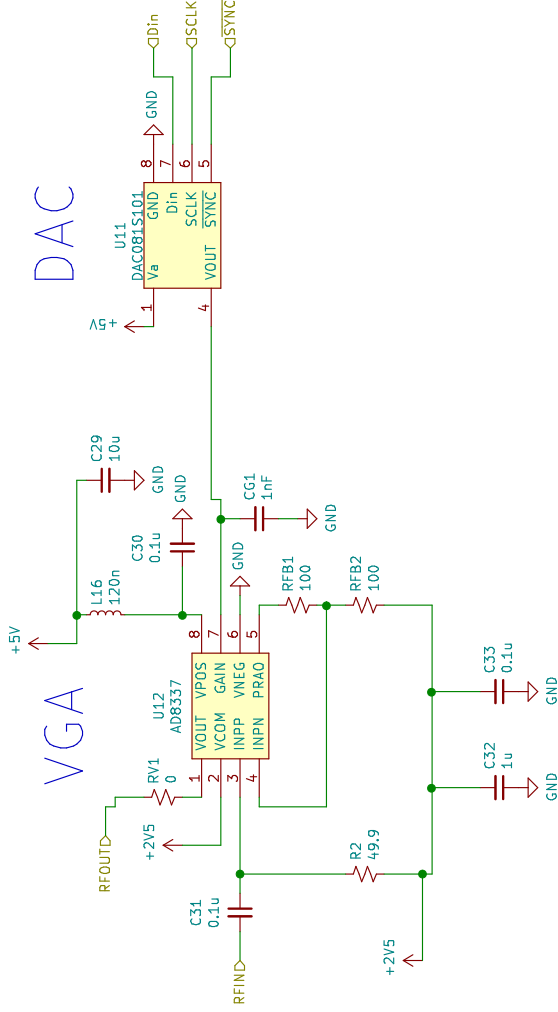 VGA
DAC
+5V
L16
120n
C29
10u
GND
C30
0.1u
GND
RFOUT
RV1
0
+2V5
U12
AD8337
1
VOUT
VPOS
8
2
VCOM
GAIN
7
3
INPP
VNEG
6
4
INPN
PRAO
5
GND
CG1
1nF
GND
RFB1
100
RFB2
100
RFIN
C31
0.1u
R2
49.9
+2V5
C32
1u
GND
C33
0.1u
GND
+5V
U11
DAC081S101
1
Va
GND
8
Din
7
SCLK
6
4
VOUT
SYNC
5
GND
Din
SCLK
SYNC